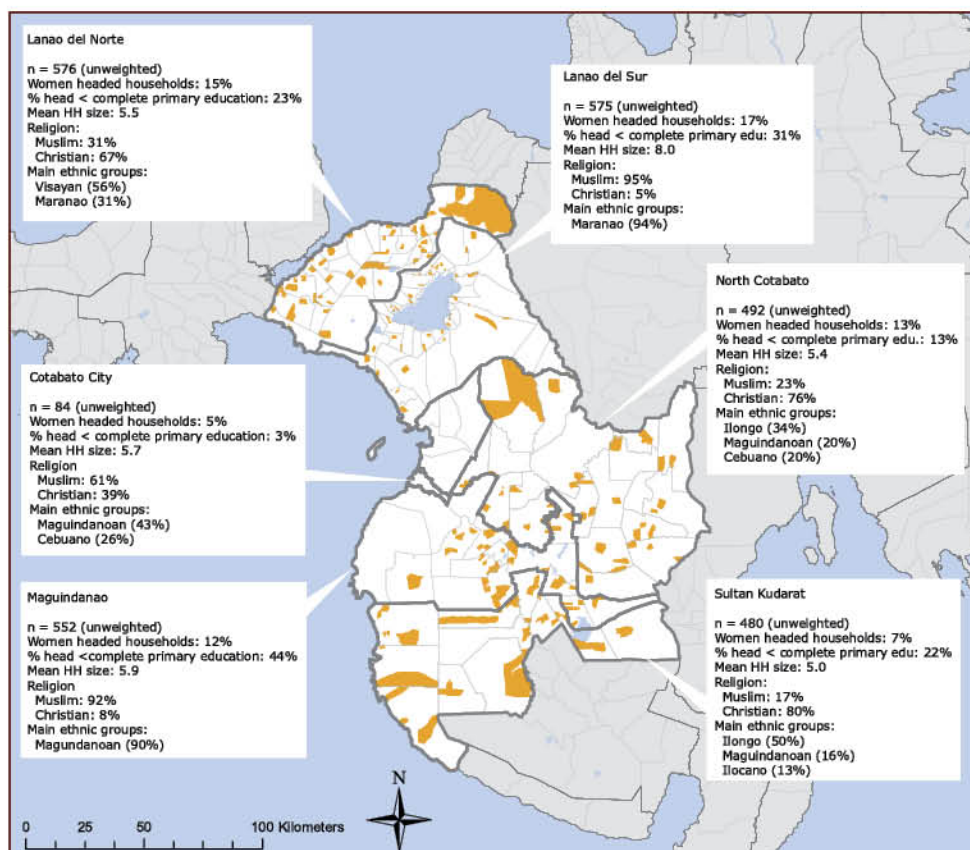 Lanao del Norte
n = 576 (unweighted)
Women headed households: 15%
% head < complete primary education: 23%
Mean HH size: 5.5
Religion:
Muslim: 31%
Christian: 67%
Main ethnic groups:
Visayan (56%)
Maranao (31%)
Lanao del Sur
n = 575 (unweighted)
Women headed households: 17%
% head < complete primary edu: 31%
Mean HH size: 8.0
Religion:
Muslim: 95%
Christian: 5%
Main ethnic groups:
Maranao (94%)
North Cotabato
n = 492 (unweighted)
Women headed households: 13%
% head < complete primary edu.: 13%
Mean HH size: 5.4
Religion:
Muslim: 23%
Christian: 76%
Main ethnic groups:
Ilongo (34%)
Maguindanoan (20%)
Cebuano (20%)
Cotabato City
n = 84 (unweighted)
Women headed households: 5%
% head < complete primary education: 3%
Mean HH size: 5.7
Religion
Muslim: 61%
Christian: 39%
Main ethnic groups:
Maguindanoan (43%)
Cebuano (26%)
Maguindanao
n = 552 (unweighted)
Women headed households: 12%
% head <complete primary education: 44%
Mean HH size: 5.9
Religion
Muslim: 92%
Christian: 8%
Main ethnic groups:
Magundanoan (90%)
Sultan Kudarat
n = 480 (unweighted)
Women headed households: 7%
% head < complete primary edu: 22%
Mean HH size: 5.0
Religion:
Muslim: 17%
Christian: 80%
Main ethnic groups:
Ilongo (50%)
Maguindanoan (16%)
Ilocano (13%)
N
0 25 50 100 Kilometers